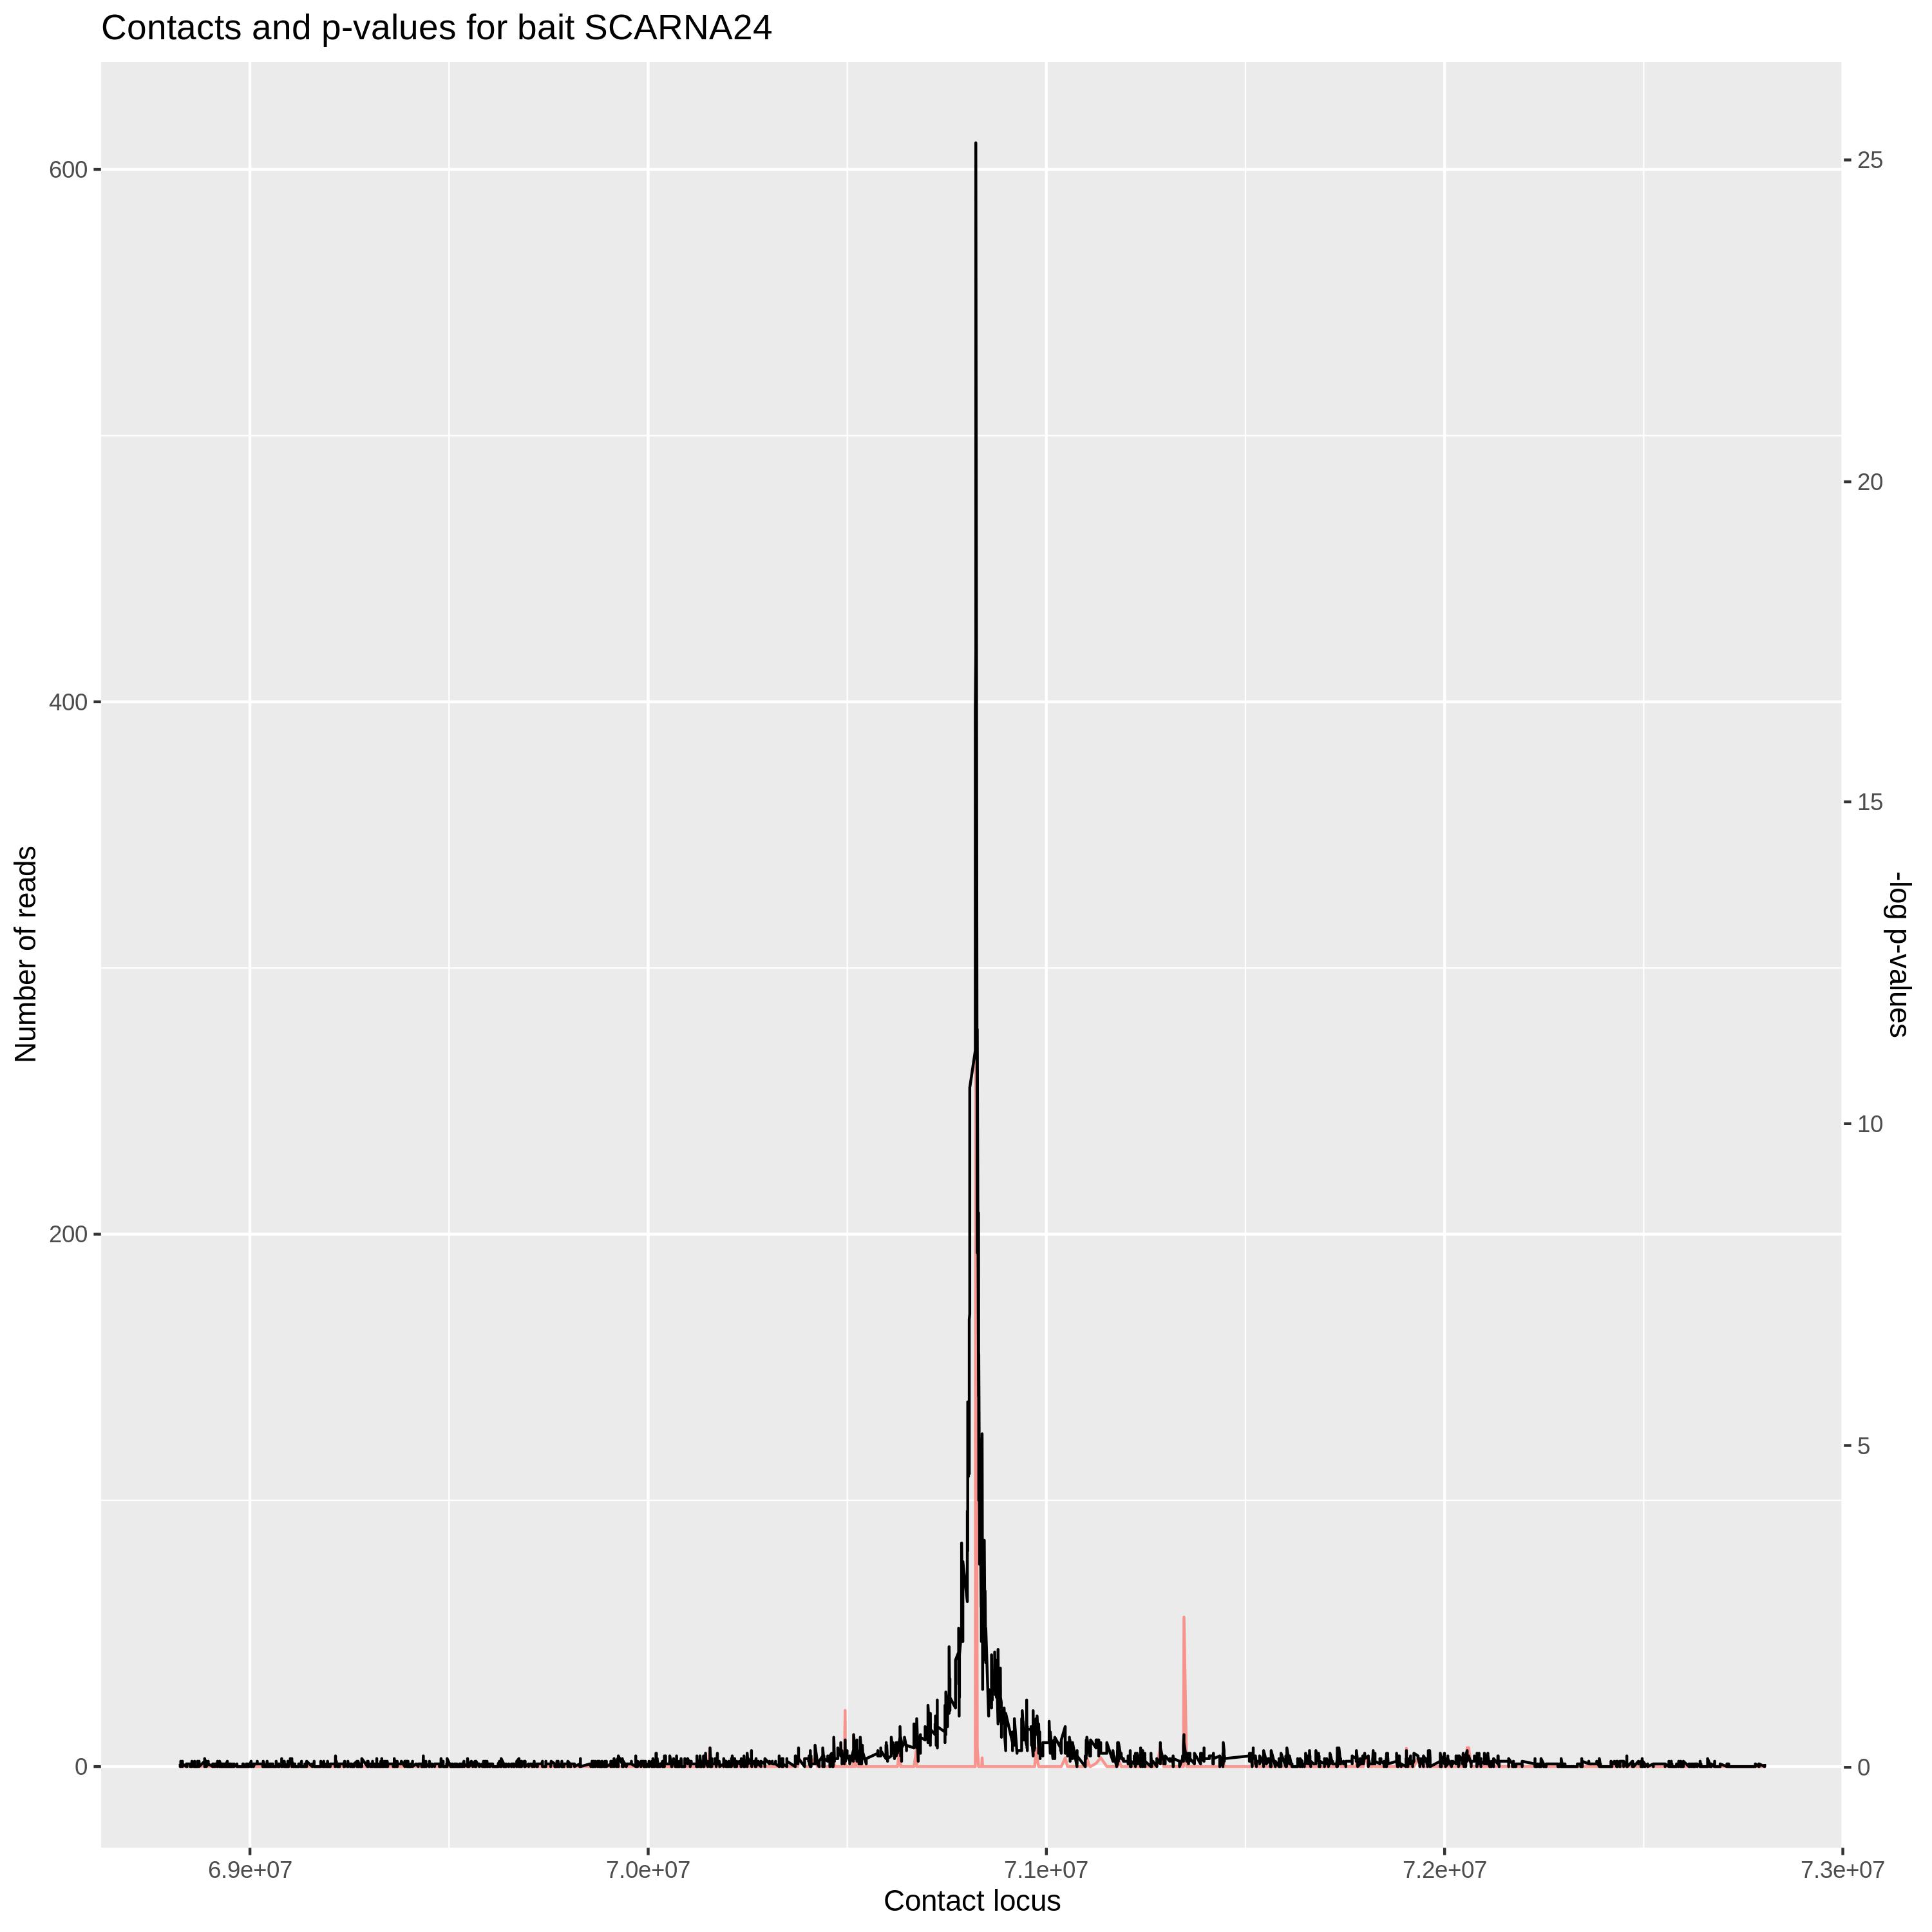 Contacts and p-values for bait SCARNA24
600
400
200
0
Number of reads
25
20
15
10
5
0
-log p-values
6.9e+07
7.0e+07
7.1e+07
7.2e+07
7.3e+07
Contact locus